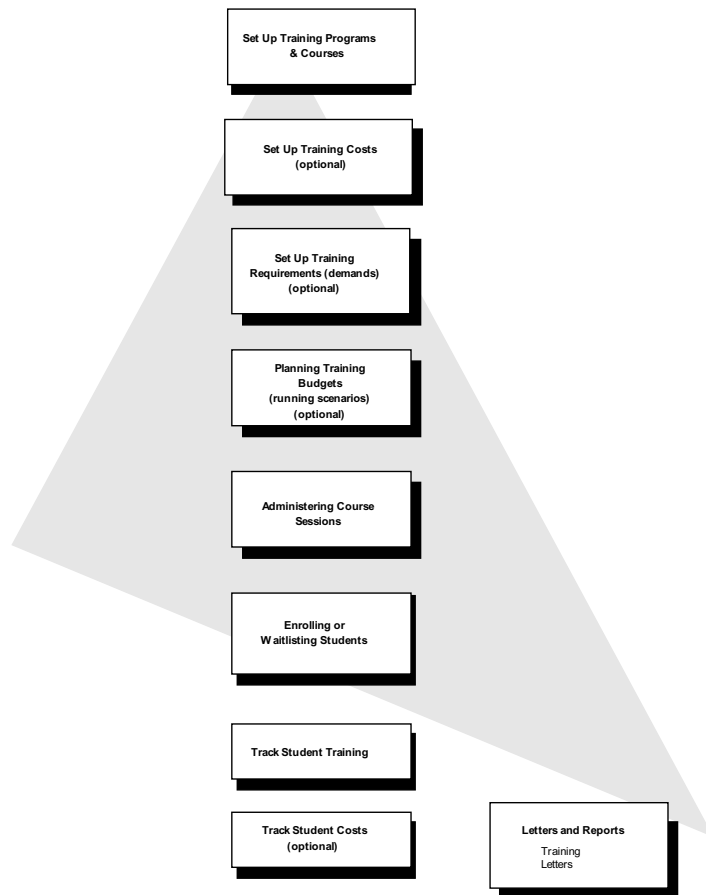 Set Up Training Programs
& Courses
Set Up Training Costs
(optional)
Set Up Training
Requirements (demands)
(optional)
Planning Training
Budgets
(running scenarios)
(optional)
Administering Course
Sessions
Enrolling or
Waitlisting Students
Track Student Training
Track Student Costs
(optional)
Letters and Reports
Training
Letters